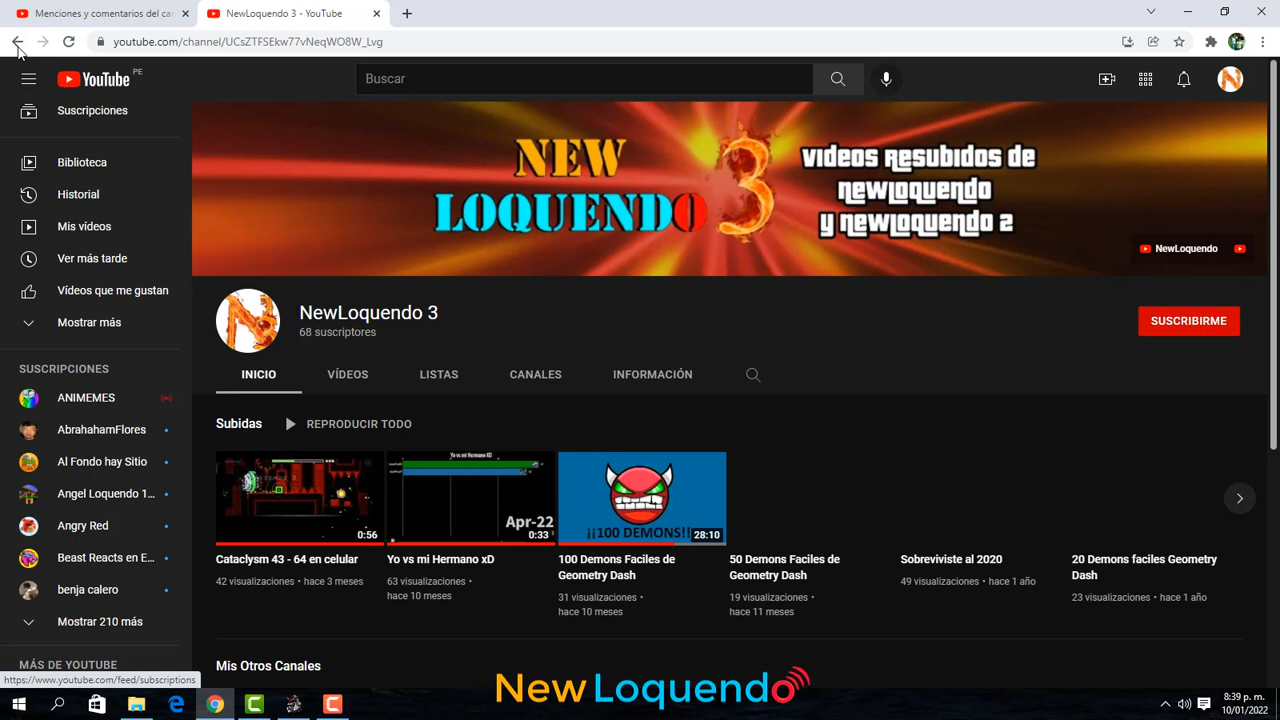 Menciones y comentarios del ca
NewLoquendo 3 - YouTube
youtube.com/channel/UCsZTFSEkw77vNeqWO8W_Lvg
YouTube PE
Buscar
Suscripciones
Biblioteca
Historial
Mis vídeos
Ver más tarde
Vídeos que me gustan
Mostrar más
SUSCRIPCIONES
ANIMEMES
AbrahahamFlores
Al Fondo hay Sitio
Angel Loquendo 1...
Angry Red
Beast Reacts en E...
benja calero
Mostrar 210 más
MÁS DE YOUTUBE
https://www.youtube.com/feed/subscriptions
NEW
LOQUENDO
3
VIDEOS RESUBIDOS DE
NEWLOQUENDO
Y NEWLOQUENDO 2
NewLoquendo
NewLoquendo 3
68 suscriptores
SUSCRIBIRME
INICIO
VÍDEOS
LISTAS
CANALES
INFORMACIÓN
Subidas
REPRODUCIR TODO
0:56
Cataclysm 43 - 64 en celular
42 visualizaciones • hace 3 meses
Yo vs mi Hermano xD
Apr-22
0:33
Yo vs mi Hermano xD
63 visualizaciones •
hace 10 meses
¡¡100 DEMONS!!
28:10
100 Demons Faciles de
Geometry Dash
31 visualizaciones •
hace 10 meses
50 Demons Faciles de
Geometry Dash
19 visualizaciones •
hace 11 meses
Sobreviviste al 2020
49 visualizaciones • hace 1 año
20 Demons faciles Geometry
Dash
23 visualizaciones • hace 1 año
Mis Otros Canales
New Loquendo
8:39 p. m.
10/01/2022